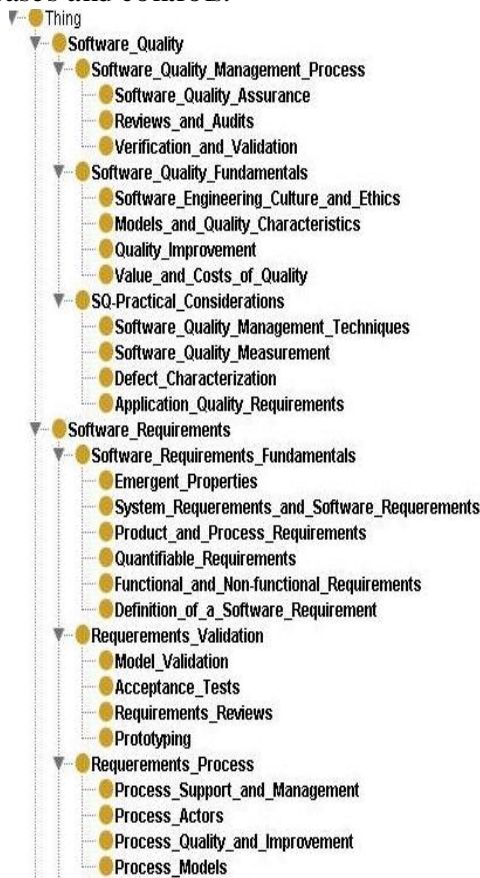 Thing
Software_Quality
Software_Quality_Management_Process
Software_Quality_Assurance
Reviews_and_Audits
Verification_and_Validation
Software_Quality_Fundamentals
Software_Engineering_Culture_and_Ethics
Models_and_Quality_Characteristics
Quality_Improvement
Value_and_Costs_of_Quality
SQ-Practical_Considerations
Software_Quality_Management_Techniques
Software_Quality_Measurement
Defect_Characterization
Application_Quality_Requirements
Software_Requirements
Software_Requirements_Fundamentals
Emergent_Properties
System_Requerements_and_Software_Requerements
Product_and_Process_Requirements
Quantifiable_Requirements
Functional_and_Non-functional_Requirements
Definition_of_a_Software_Requirement
Requerements_Validation
Model_Validation
Acceptance_Tests
Requirements_Reviews
Prototyping
Requerements_Process
Process_Support_and_Management
Process_Actors
Process_Quality_and_Improvement
Process_Models